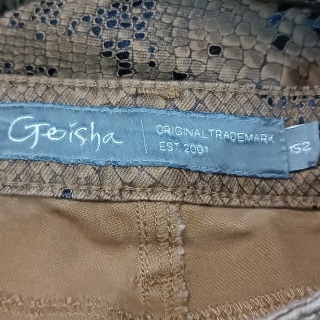 Geisha
ORIGINAL TRADEMARK
EST. 2001
152